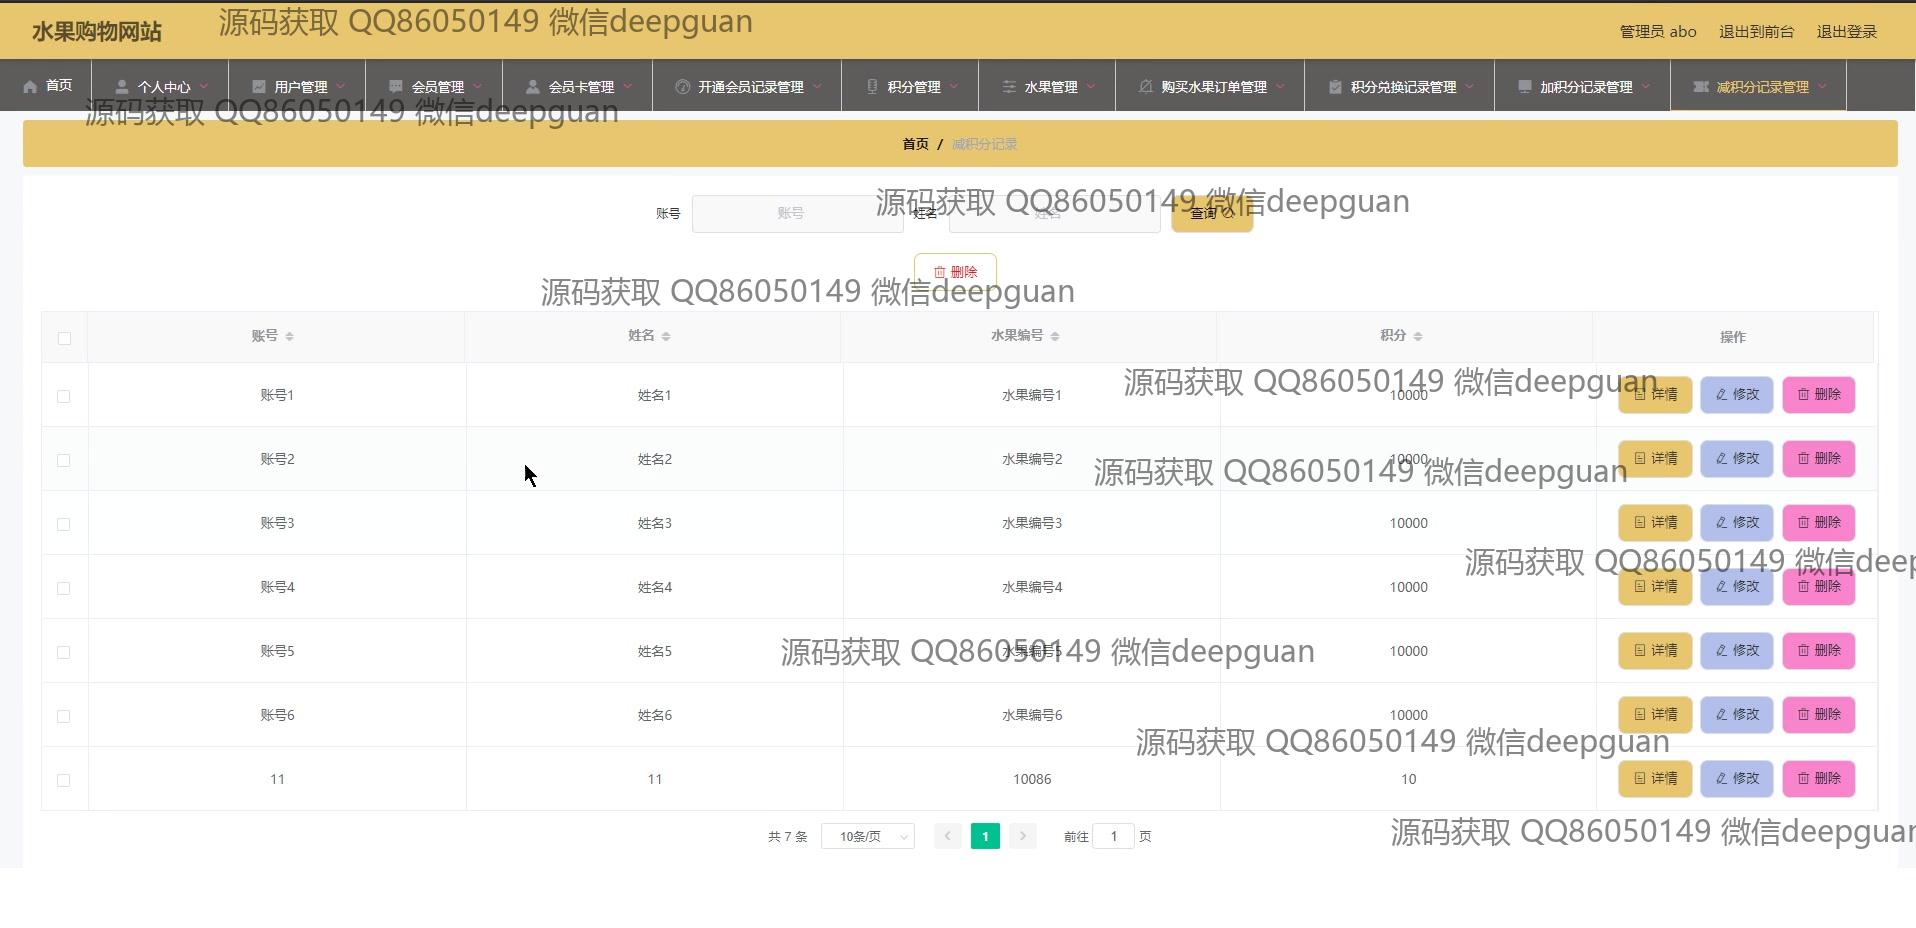 水果购物网站
源码获取 QQ86050149 微信deepguan
管理员 abo 退出到前台 退出登录
首页 个人中心 用户管理 会员管理 会员卡管理 开通会员记录管理 积分管理 水果管理 购买水果订单管理 积分兑换记录管理 加积分记录管理 减积分记录管理
源码获取 QQ86050149 微信deepguan
首页 / 减积分记录
源码获取 QQ86050149 微信deepguan
账号 账号 姓名 姓名 查询
删除
源码获取 QQ86050149 微信deepguan
账号 姓名 水果编号 积分 操作
源码获取 QQ86050149 微信deepguan
账号1 姓名1 水果编号1 10000 详情 修改 删除
账号2 姓名2 水果编号2 10000 详情 修改 删除
源码获取 QQ86050149 微信deepguan
账号3 姓名3 水果编号3 10000 详情 修改 删除
源码获取 QQ86050149 微信deep
账号4 姓名4 水果编号4 10000 详情 修改 删除
账号5 姓名5 水果编号5 10000 详情 修改 删除
源码获取 QQ86050149 微信deepguan
账号6 姓名6 水果编号6 10000 详情 修改 删除
源码获取 QQ86050149 微信deepguan
11 11 10086 10 详情 修改 删除
共 7 条 10条/页 1 前往 1 页
源码获取 QQ86050149 微信deepguan